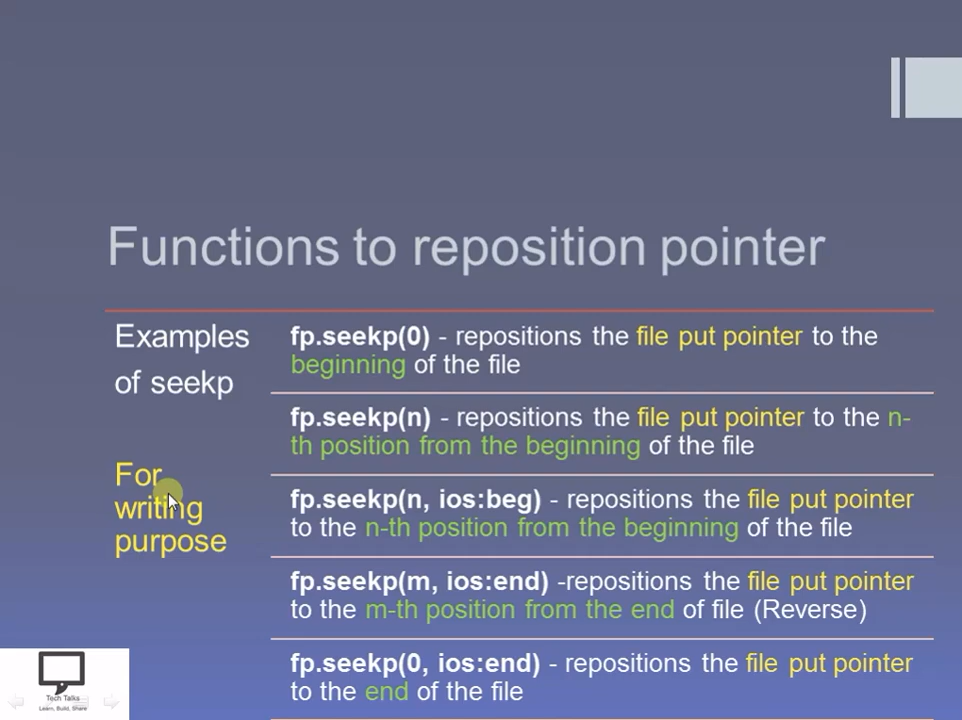 Functions to reposition pointer
Examples
of seekp
For
writing
purpose
fp.seekp(0) - repositions the file put pointer to the
beginning of the file
fp.seekp(n) - repositions the file put pointer to the n-
th position from the beginning of the file
fp.seekp(n, ios:beg) - repositions the file put pointer
to the n-th position from the beginning of the file
fp.seekp(m, ios:end) -repositions the file put pointer
to the m-th position from the end of file (Reverse)
fp.seekp(0, ios:end) - repositions the file put pointer
to the end of the file
Tech Talks
Learn, Build, Share